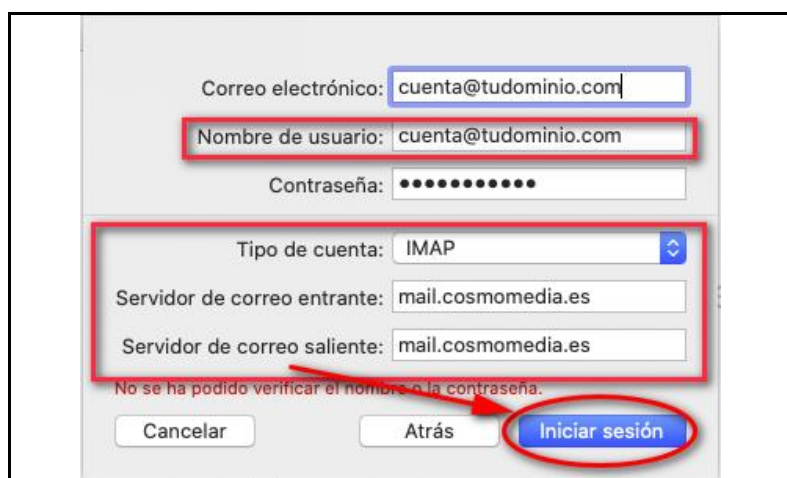 Correo electrónico: cuenta@tudominio.com
Nombre de usuario: cuenta@tudominio.com
Contraseña: •••••••••••
Tipo de cuenta: IMAP
Servidor de correo entrante: mail.cosmomedia.es
Servidor de correo saliente: mail.cosmomedia.es
No se ha podido verificar el nombre o la contraseña.
Cancelar Atrás Iniciar sesión